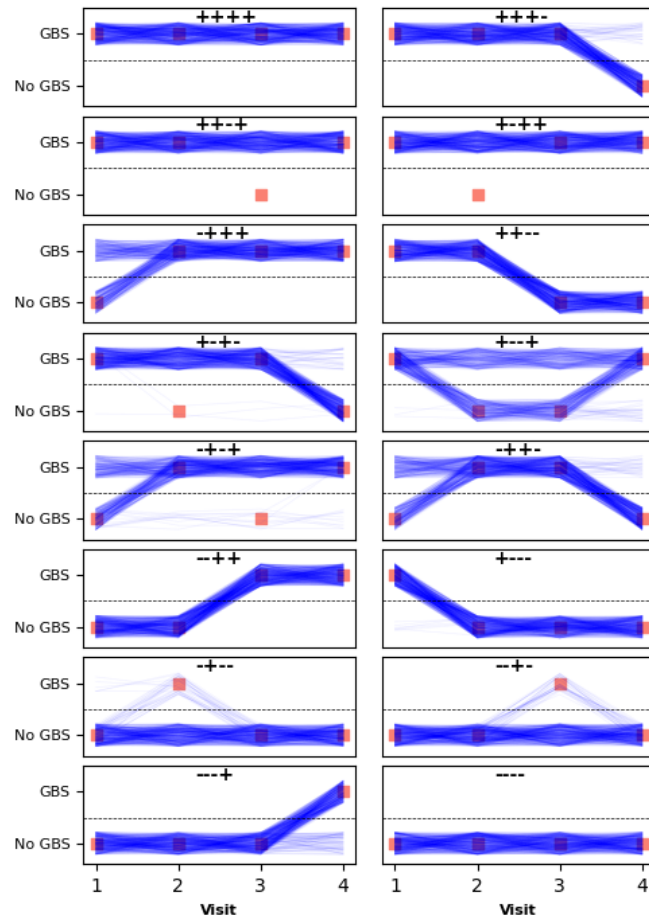 ++++ +++-
GBS
No GBS
++-+ +-++
GBS
No GBS
-+++ ++--
GBS
No GBS
+-+- +--+
GBS
No GBS
-+-+ -++-
GBS
No GBS
--++ +---
GBS
No GBS
-+-- --+-
GBS
No GBS
---+ ----
GBS
No GBS
1 2 3 4 1 2 3 4
Visit Visit